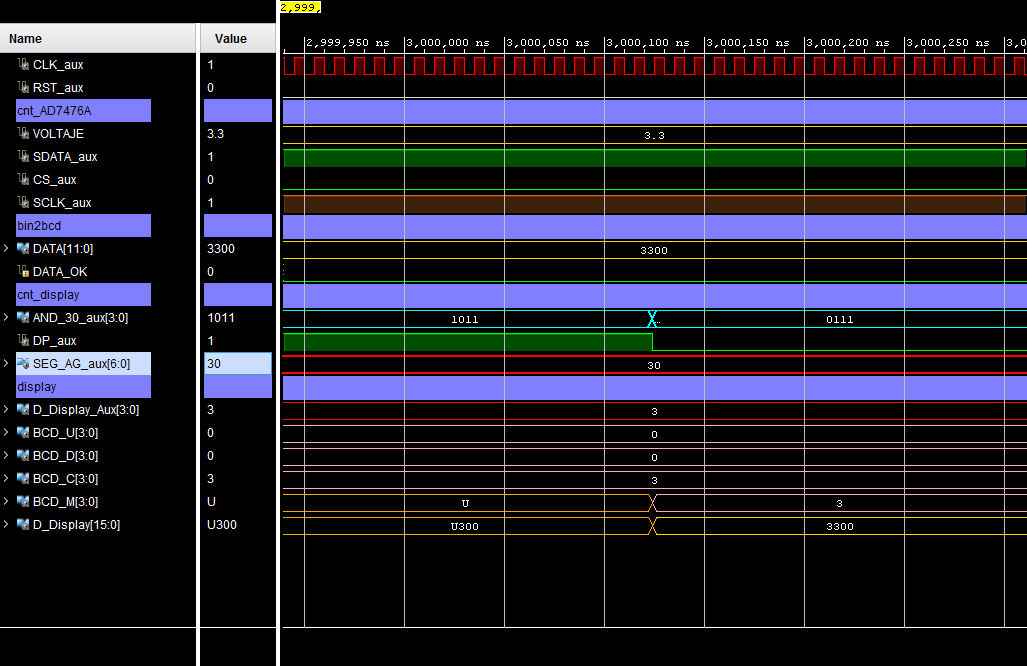 2,999,
Name Value
2,999,950 ns 3,000,000 ns 3,000,050 ns 3,000,100 ns 3,000,150 ns 3,000,200 ns 3,000,250 ns 3,0
CLK_aux 1
RST_aux 0
cnt_AD7476A
VOLTAJE 3.3 3.3
SDATA_aux 1
CS_aux 0
SCLK_aux 1
bin2bcd
DATA[11:0] 3300 3300
DATA_OK 0
cnt_display
AND_30_aux[3:0] 1011 1011 .. 0111
DP_aux 1
SEG_AG_aux[6:0] 30 30
display
D_Display_Aux[3:0] 3 3
BCD_U[3:0] 0 0
BCD_D[3:0] 0 0
BCD_C[3:0] 3 3
BCD_M[3:0] U U 3
D_Display[15:0] U300 U300 3300